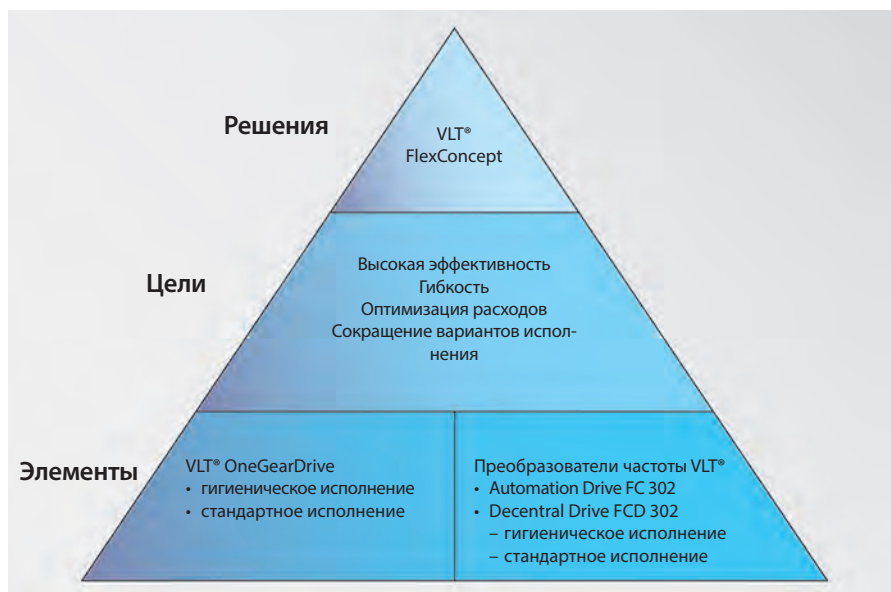 Решения
VLT®
FlexConcept
Цели
Высокая эффективность
Гибкость
Оптимизация расходов
Сокращение вариантов испол-
нения
Элементы
VLT® OneGearDrive
• гигиеническое исполнение
• стандартное исполнение
Преобразователи частоты VLT®
• Automation Drive FC 302
• Decentral Drive FCD 302
– гигиеническое исполнение
– стандартное исполнение